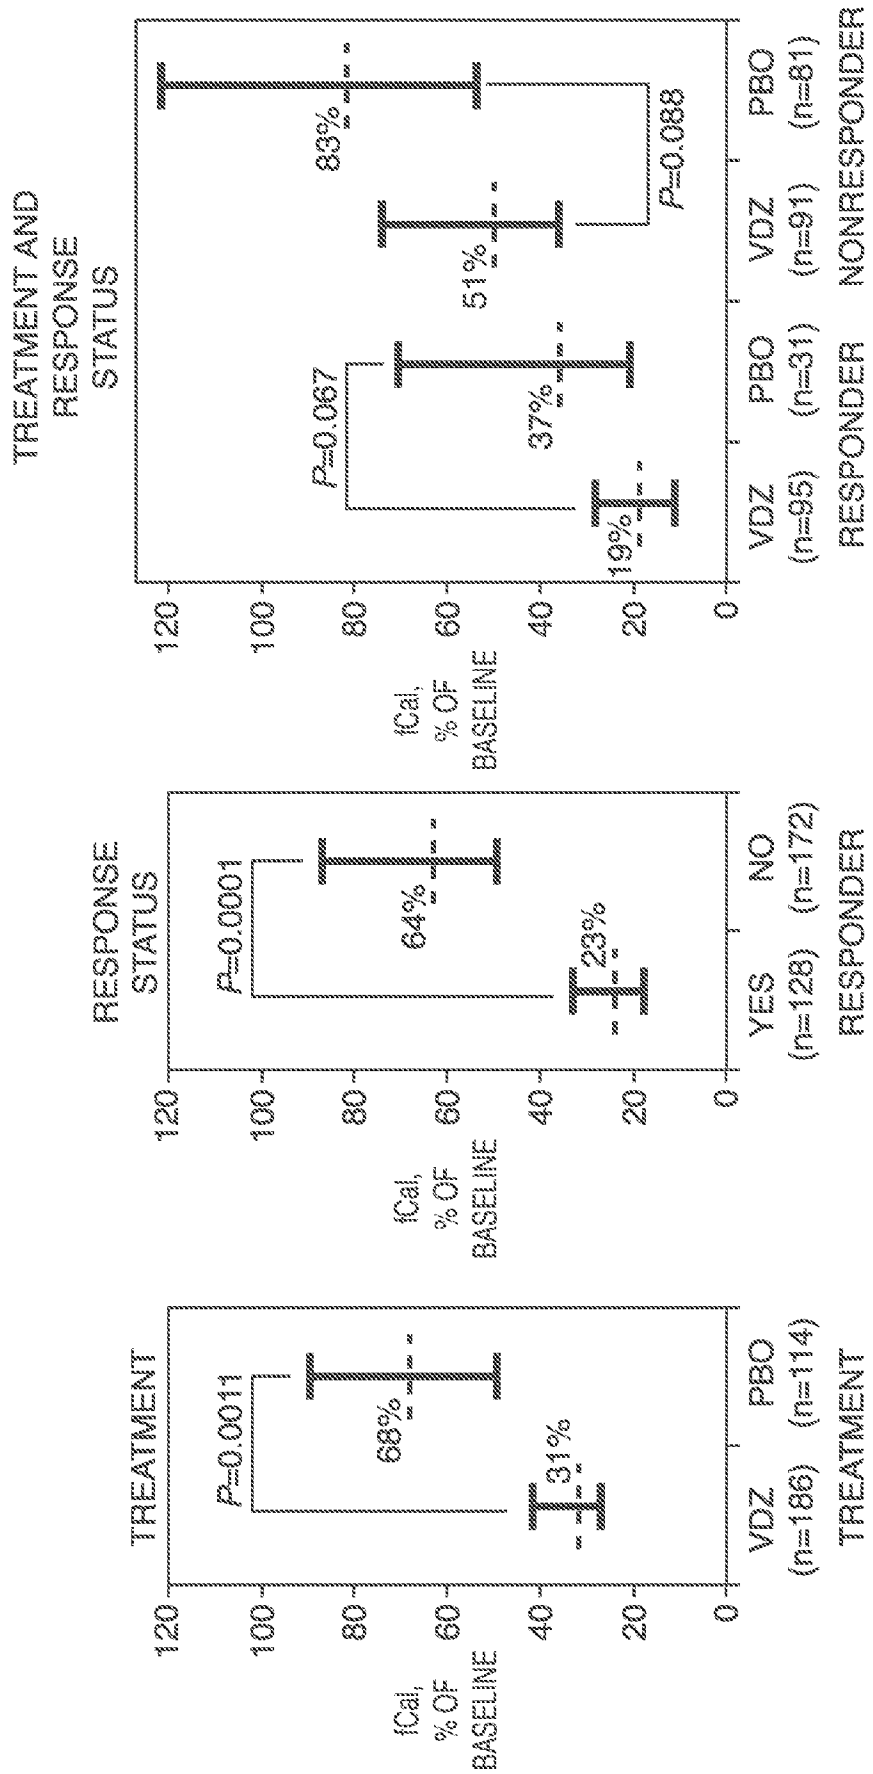 TREATMENT
fCal,
% OF
BASELINE
120
100
80
60
40
20
0
P=0.0011
68%
31%
VDZ PBO
(n=186) (n=114)
TREATMENT
RESPONSE
STATUS
fCal,
% OF
BASELINE
120
100
80
60
40
20
0
P=0.0001
64%
23%
YES NO
(n=128) (n=172)
RESPONDER
TREATMENT AND
RESPONSE
STATUS
fCal,
% OF
BASELINE
120
100
80
60
40
20
0
P=0.067
83%
51%
37%
19%
P=0.088
VDZ PBO VDZ PBO
(n=95) (n=31) (n=91) (n=81)
RESPONDER NONRESPONDER